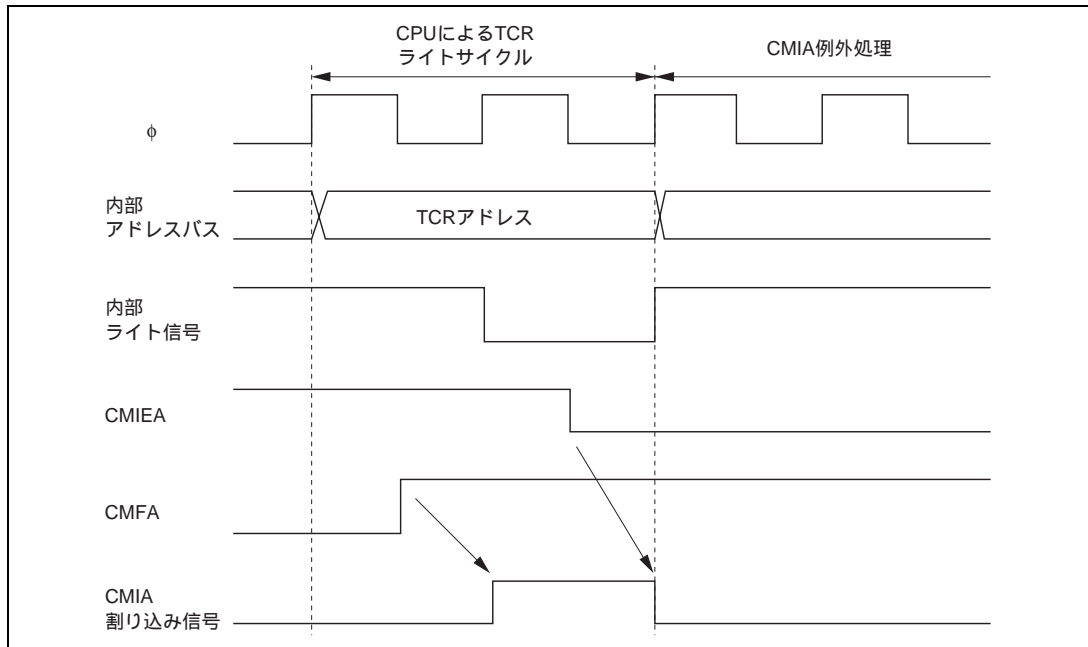 CPUによるTCR
ライトサイクル
CMIA例外処理
φ
内部
アドレスバス
TCRアドレス
内部
ライト信号
CMIEA
CMFA
CMIA
割り込み信号